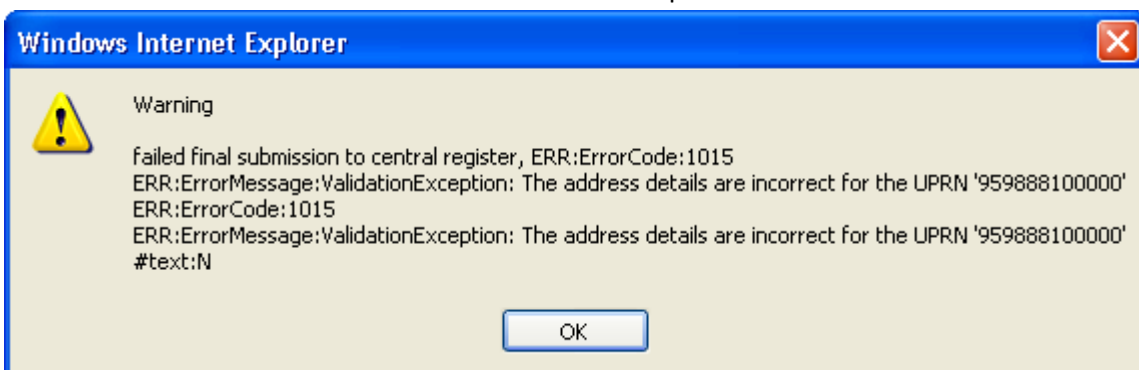 Windows Internet Explorer
Warning
failed final submission to central register, ERR:ErrorCode:1015
ERR:ErrorMessage:ValidationException: The address details are incorrect for the UPRN '959888100000'
ERR:ErrorCode:1015
ERR:ErrorMessage:ValidationException: The address details are incorrect for the UPRN '959888100000'
#text:N
OK